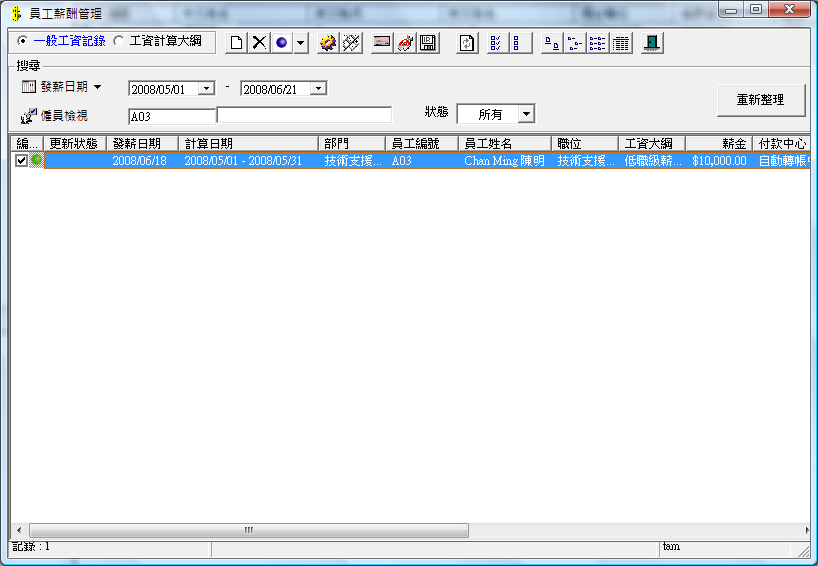 員工薪酬管理
一般工資記錄 工資計算大綱
搜尋
發薪日期 2008/05/01 - 2008/06/21
僱員檢視 A03 狀態 所有 重新整理
編... 更新狀態 發薪日期 計算日期 部門 員工編號 員工姓名 職位 工資大綱 薪金 付款中心
2008/06/18 2008/05/01 - 2008/05/31 技術支援... A03 Chan Ming 陳明 技術支援... 低職級薪... $10,000.00 自動轉帳
記錄 : 1 tam